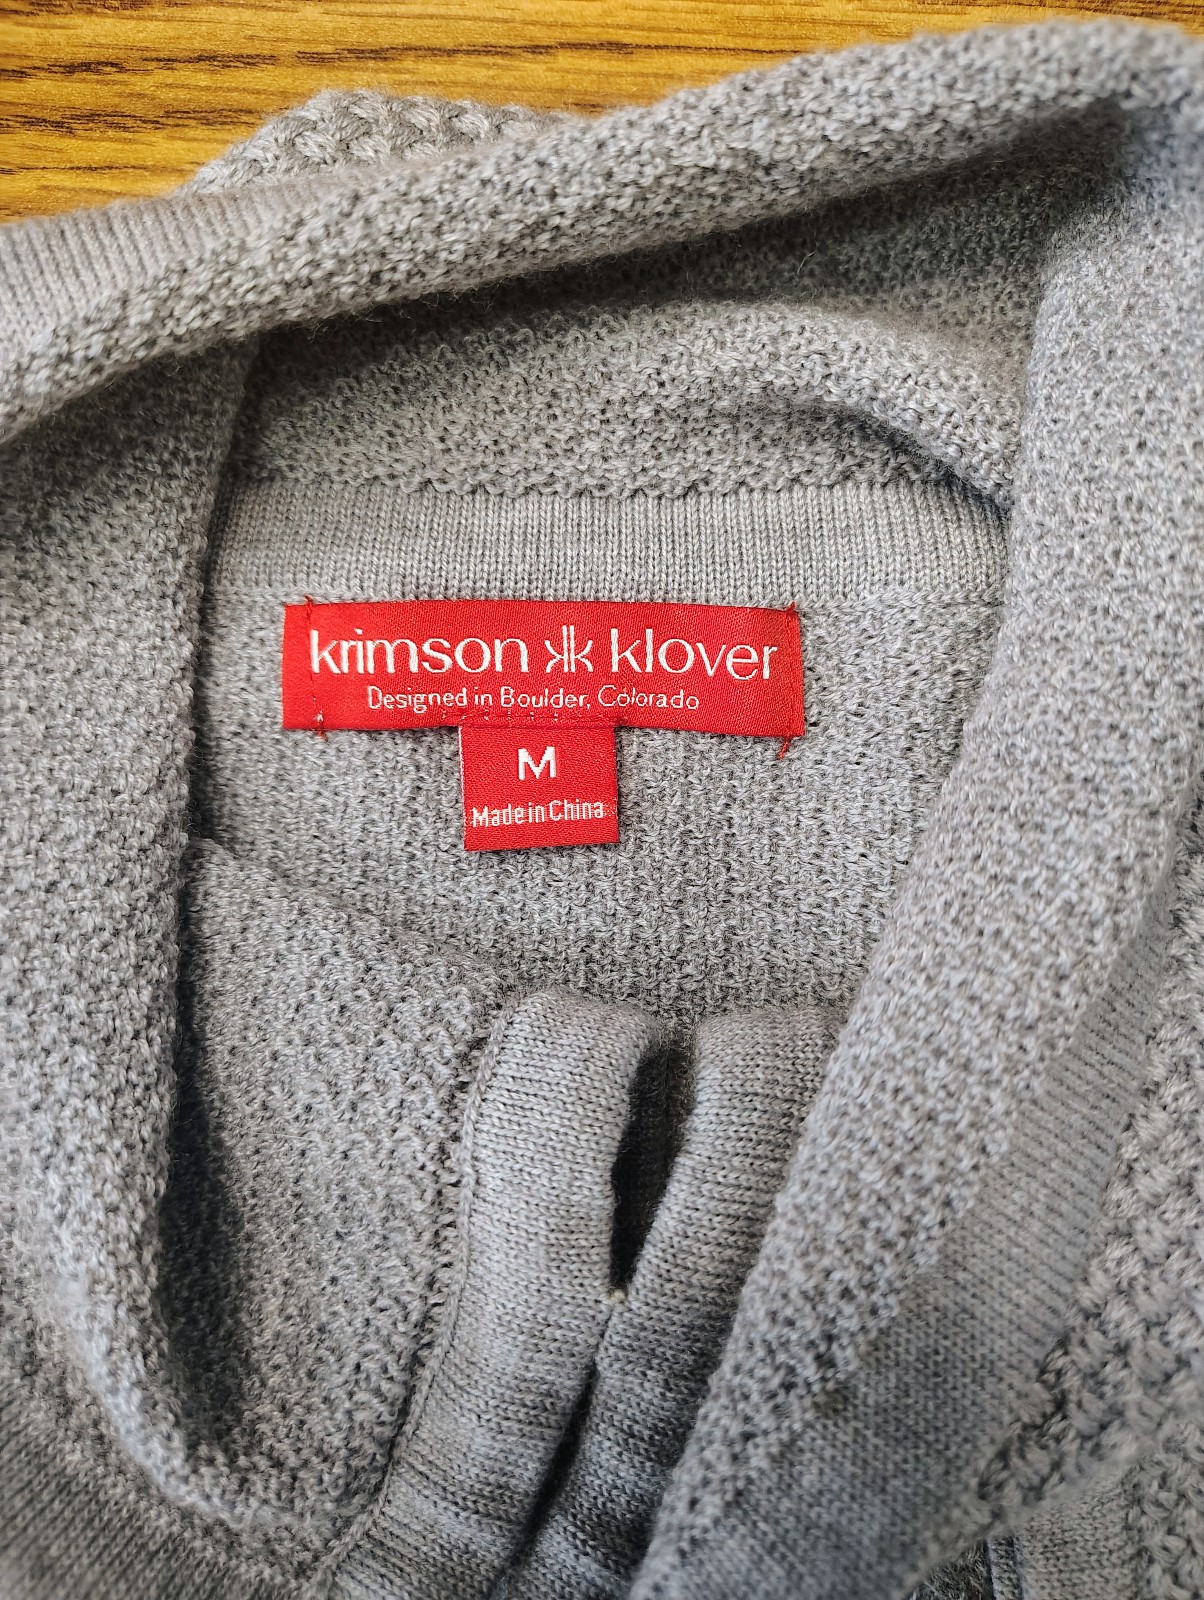 krimson kk klover
Designed in Boulder, Colorado
M
Made in China